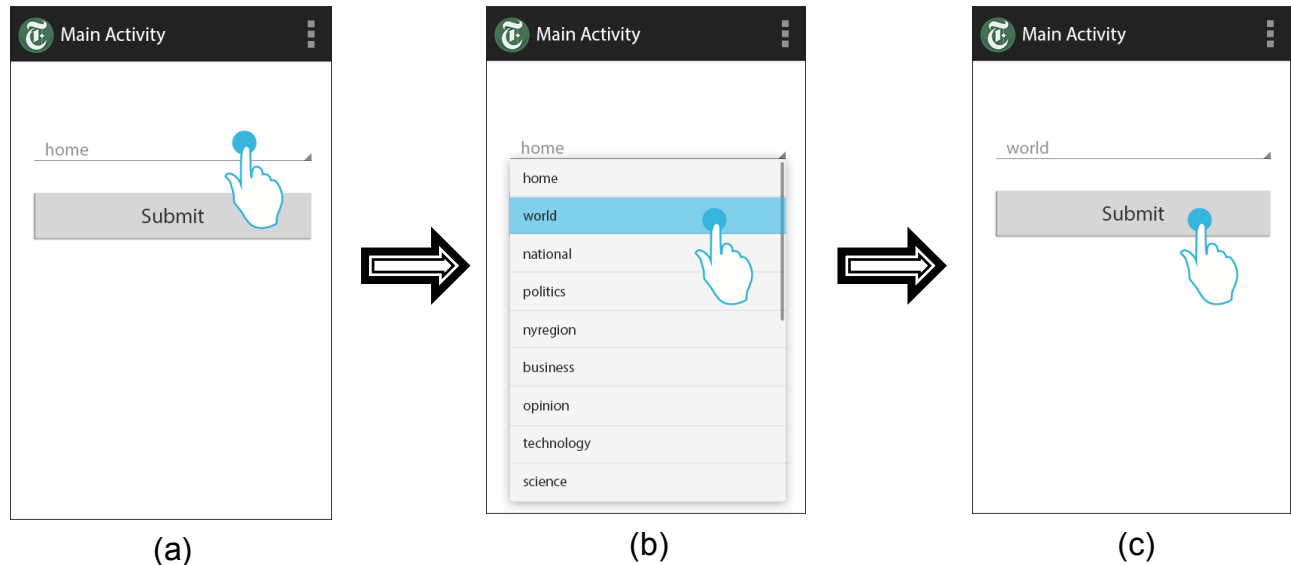 Main Activity
home
Submit
(a)
Main Activity
home
home
world
national
politics
nyregion
business
opinion
technology
science
(b)
Main Activity
world
Submit
(c)